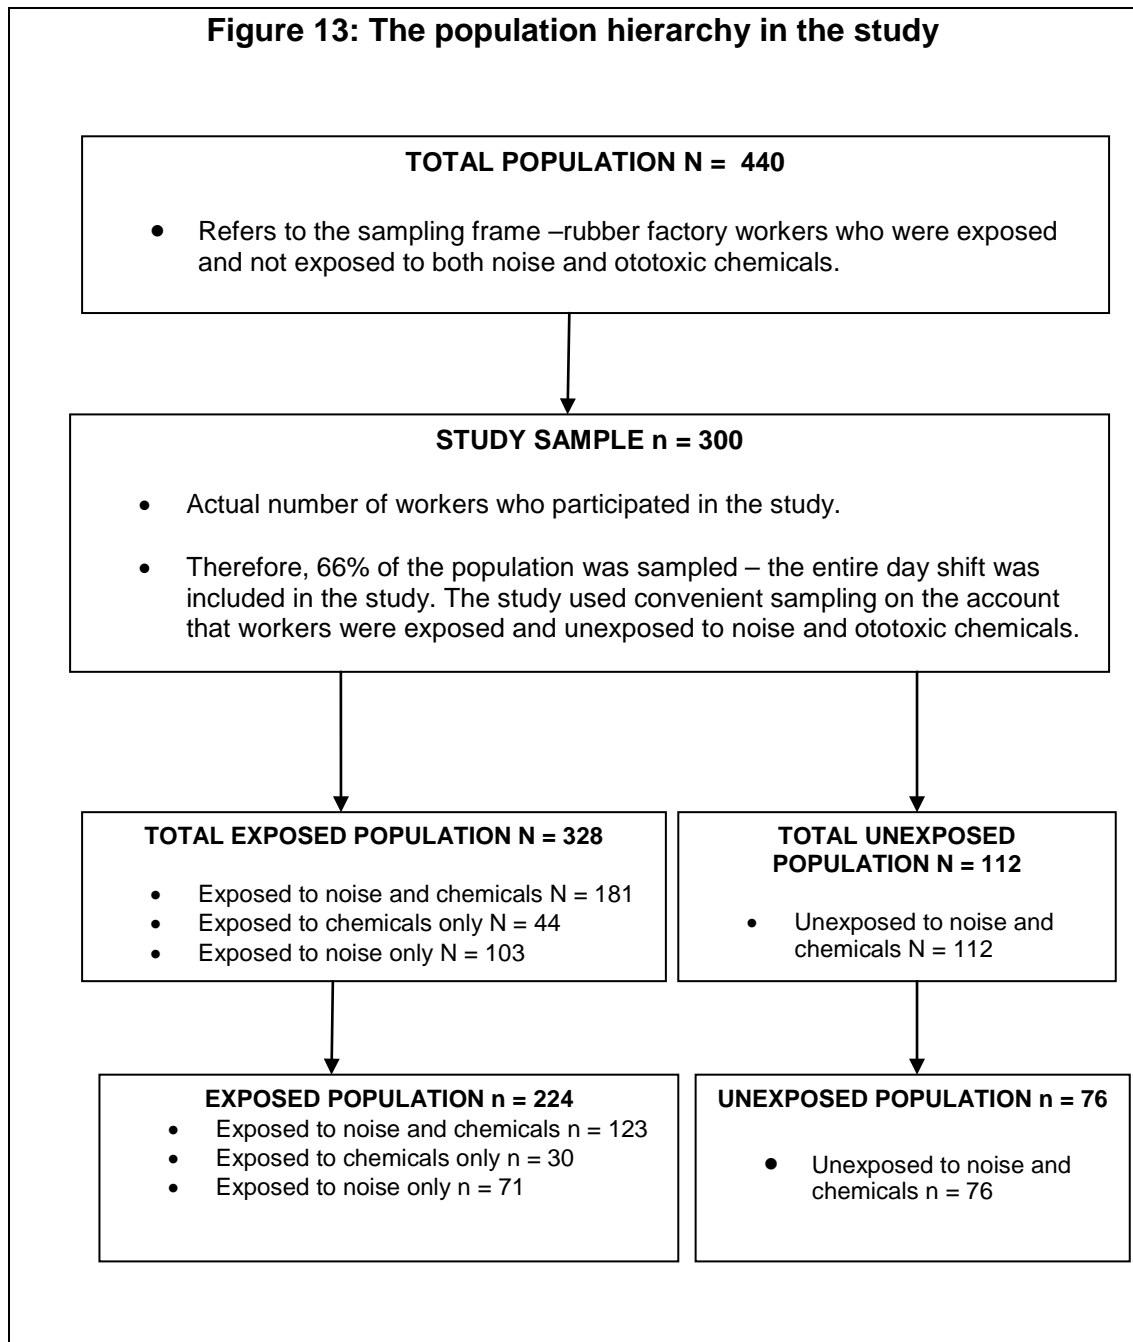 Figure 13: The population hierarchy in the study
TOTAL POPULATION N =  440
• Refers to the sampling frame –rubber factory workers who were exposed
and not exposed to both noise and ototoxic chemicals.
STUDY SAMPLE n = 300
• Actual number of workers who participated in the study.
• Therefore, 66% of the population was sampled – the entire day shift was
included in the study. The study used convenient sampling on the account
that workers were exposed and unexposed to noise and ototoxic chemicals.
TOTAL EXPOSED POPULATION N = 328
• Exposed to noise and chemicals N = 181
• Exposed to chemicals only N = 44
• Exposed to noise only N = 103
TOTAL UNEXPOSED
POPULATION N = 112
• Unexposed to noise and
chemicals N = 112
EXPOSED POPULATION n = 224
• Exposed to noise and chemicals n = 123
• Exposed to chemicals only n = 30
• Exposed to noise only n = 71
UNEXPOSED POPULATION n = 76
• Unexposed to noise and
chemicals n = 76